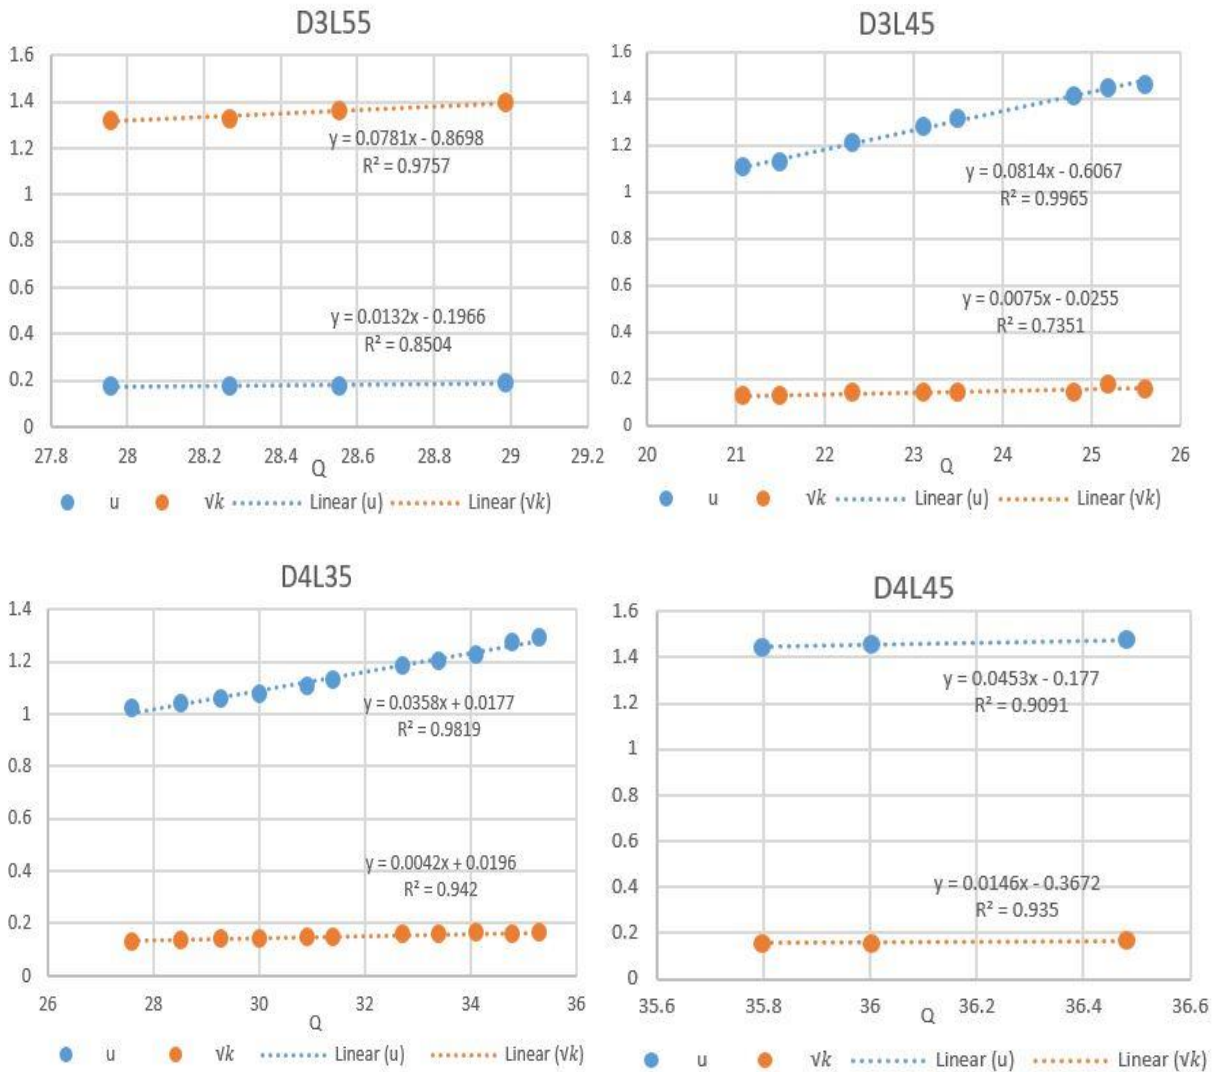 D3L55
1.6
1.4
1.2
1
0.8
0.6
0.4
0.2
0
y = 0.0781x - 0.8698
R² = 0.9757
y = 0.0132x - 0.1966
R² = 0.8504
27.8 28 28.2 28.4 28.6 28.8 29 29.2
Q
u √k Linear (u) Linear (√k)
D3L45
1.6
1.4
1.2
1
0.8
0.6
0.4
0.2
0
y = 0.0814x - 0.6067
R² = 0.9965
y = 0.0075x - 0.0255
R² = 0.7351
20 21 22 23 24 25 26
Q
u √k Linear (u) Linear (√k)
D4L35
1.4
1.2
1
0.8
0.6
0.4
0.2
0
y = 0.0358x + 0.0177
R² = 0.9819
y = 0.0042x + 0.0196
R² = 0.942
26 28 30 32 34 36
Q
u √k Linear (u) Linear (√k)
D4L45
1.6
1.4
1.2
1
0.8
0.6
0.4
0.2
0
y = 0.0453x - 0.177
R² = 0.9091
y = 0.0146x - 0.3672
R² = 0.935
35.6 35.8 36 36.2 36.4 36.6
Q
u √k Linear (u) Linear (√k)